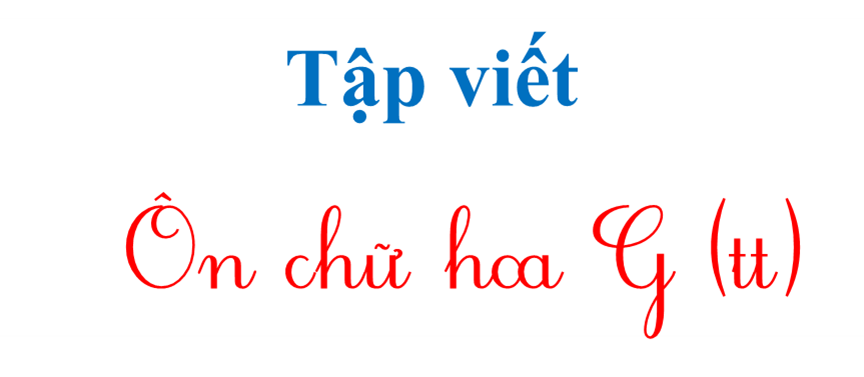 Tập viết
Ôn chữ hoa G (tt)